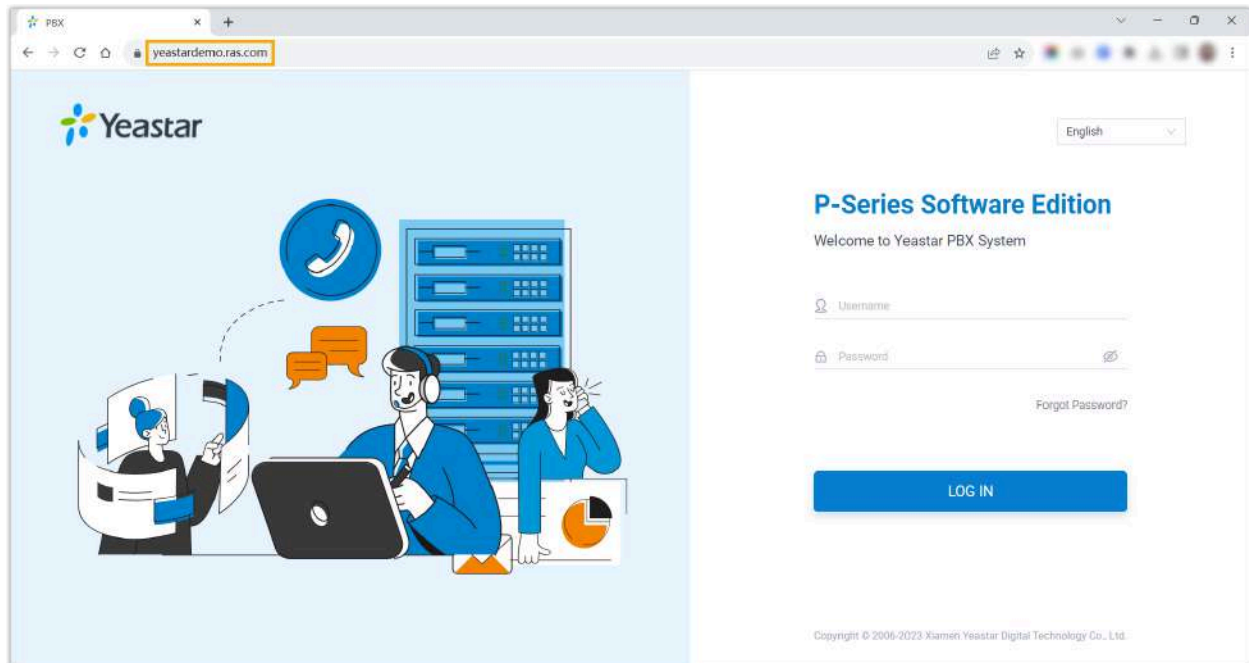 PBX
yeastardemo.ras.com
Yeastar
English
P-Series Software Edition
Welcome to Yeastar PBX System
Username
Password
Forgot Password?
LOG IN
Copyright © 2006-2023 Xiamen Yeastar Digital Technology Co., Ltd.